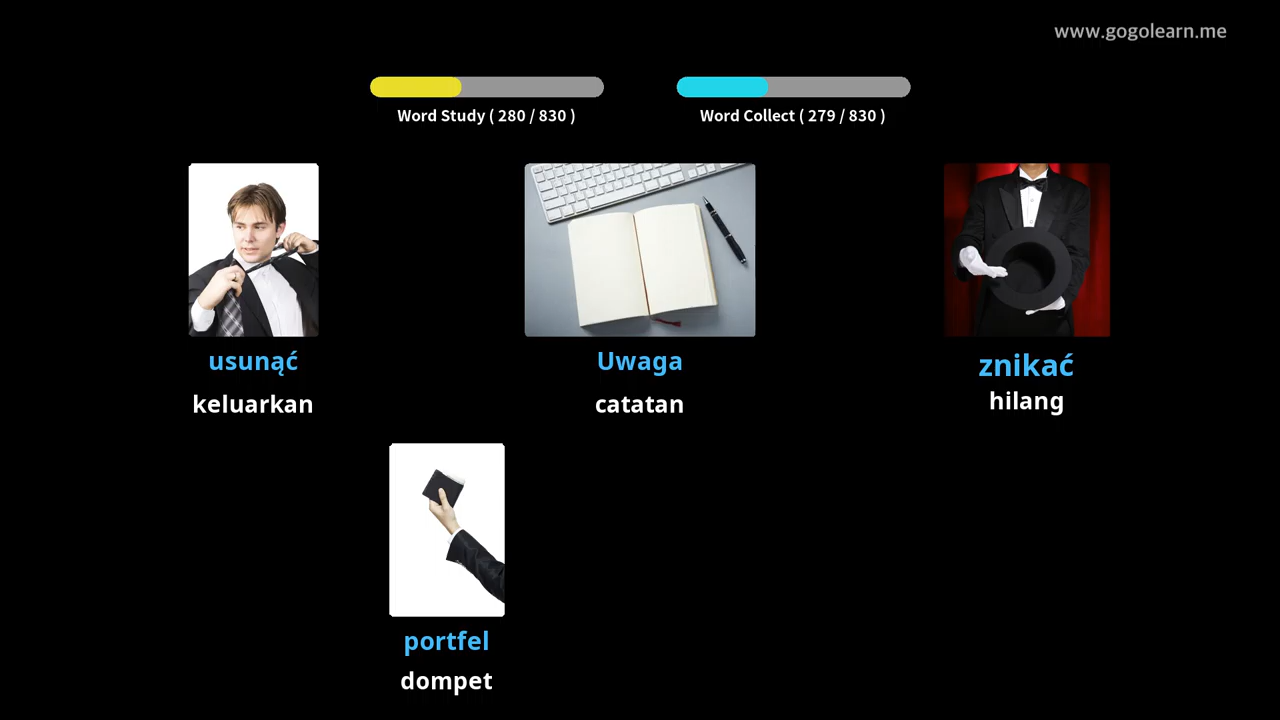 www.gogolearn.me
Word Study ( 280 / 830 )
Word Collect ( 279 / 830 )
usunąć
keluarkan
Uwaga
catatan
znikać
hilang
portfel
dompet